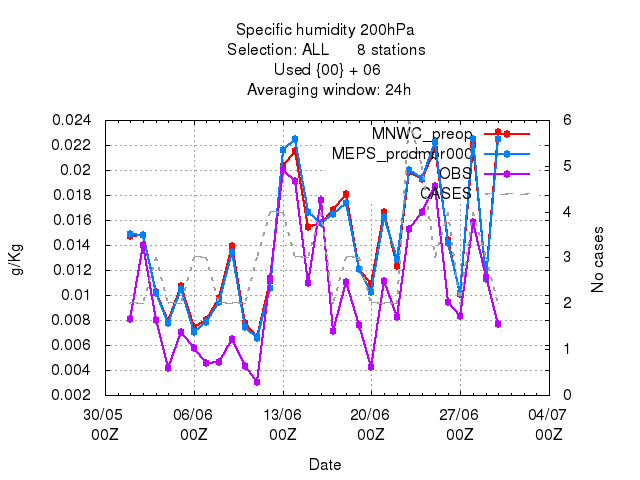 Specific humidity 200hPa
Selection: ALL 8 stations
Used {00} + 06
Averaging window: 24h
MNWC_preop
MEPS_prodmbr000
OBS
CASES
0.024
0.022
0.02
0.018
0.016
0.014
0.012
0.01
0.008
0.006
0.004
0.002
6
5
4
3
2
1
0
g/Kg
No cases
30/05 06/06 13/06 20/06 27/06 04/07
00Z 00Z 00Z 00Z 00Z 00Z
Date